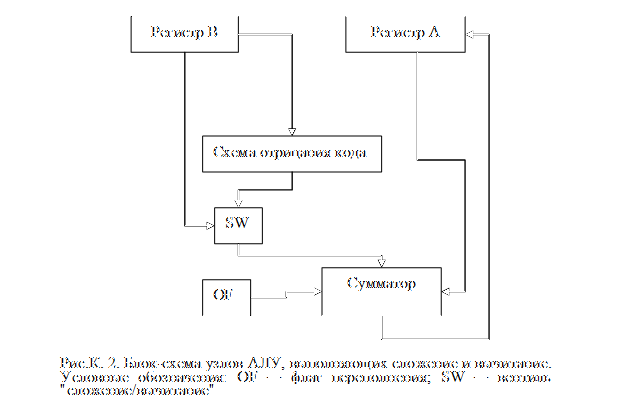 Регистр B Регистр A
Схема отрицания кода
SW
Сумматор
OF
Рис.К. 2. Блок-схема узлов АЛУ, выполняющих сложение и вычитание.
Условные обозначения: OF -- флаг переполнения; SW -- вентиль
"сложение/вычитание"